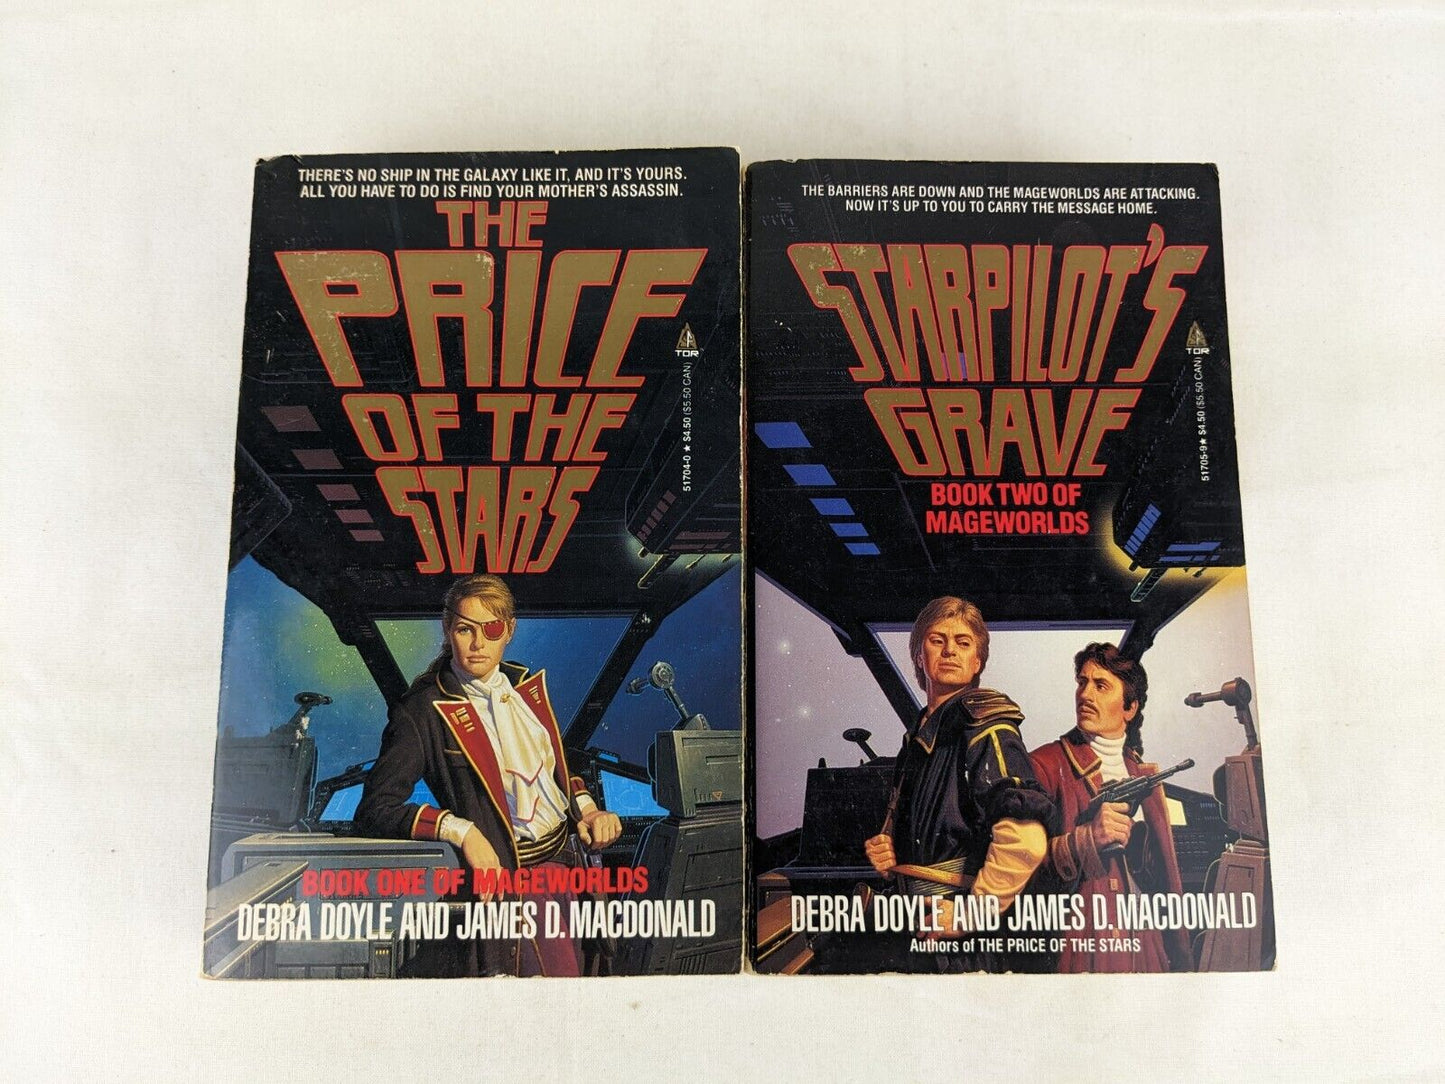 THERE'S NO SHIP IN THE GALAXY LIKE IT, AND IT'S YOURS.
ALL YOU HAVE TO DO IS FIND YOUR MOTHER'S ASSASSIN.
THE
PRICE
OF THE
STARS
TOR
51704-0 ★ $4.50 ($5.50 CAN)
BOOK ONE OF MAGEWORLDS
DEBRA DOYLE AND JAMES D. MACDONALD
THE BARRIERS ARE DOWN AND THE MAGEWORLDS ARE ATTACKING.
NOW IT'S UP TO YOU TO CARRY THE MESSAGE HOME.
STARPILOT'S
GRAVE
BOOK TWO OF
MAGEWORLDS
TOR
51705-9 ★ $4.50 ($5.50 CAN)
DEBRA DOYLE AND JAMES D. MACDONALD
Authors of THE PRICE OF THE STARS